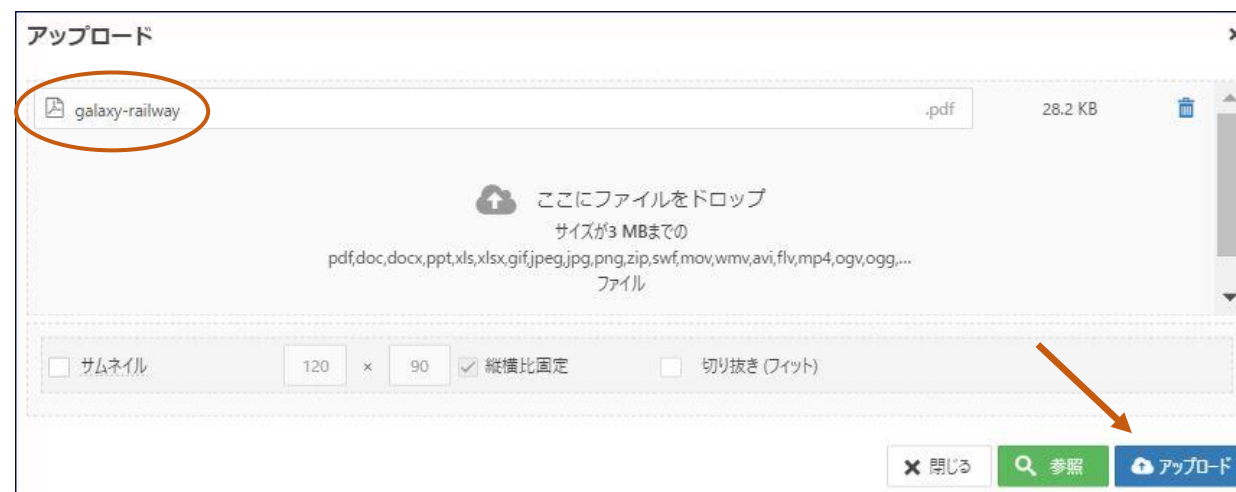 アップロード
galaxy-railway .pdf 28.2 KB
ここにファイルをドロップ
サイズが3 MBまでの
pdf,doc,docx,ppt,xls,xlsx,gif,jpeg,jpg,png,zip,swf,mov,wmv,avi,flv,mp4,ogv,ogg,...
ファイル
サムネイル 120 × 90 縦横比固定 切り抜き (フィット)
閉じる 参照 アップロード